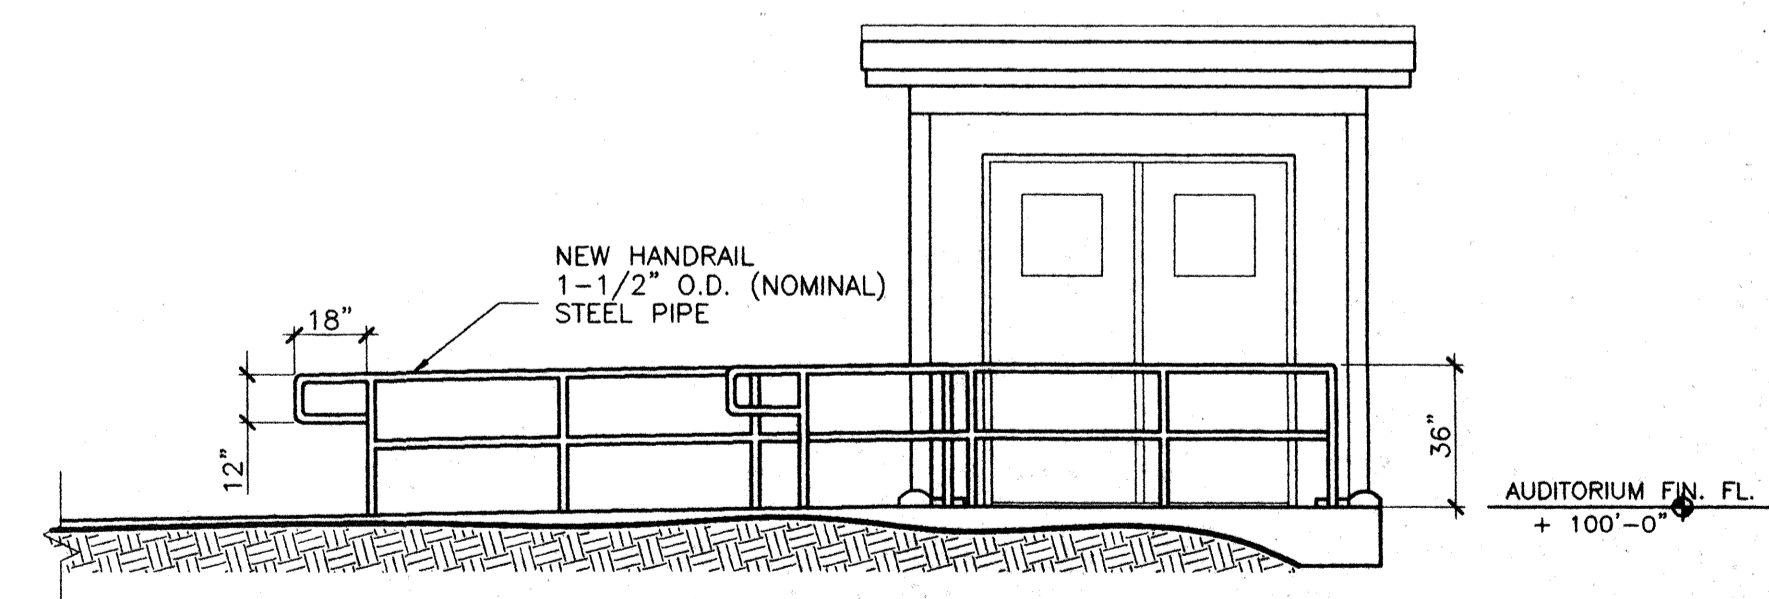 NEW HANDRAIL
1-1/2" O.D. (NOMINAL)
STEEL PIPE
18"
12"
36"
AUDITORIUM FIN. FL.
+ 100'-0"